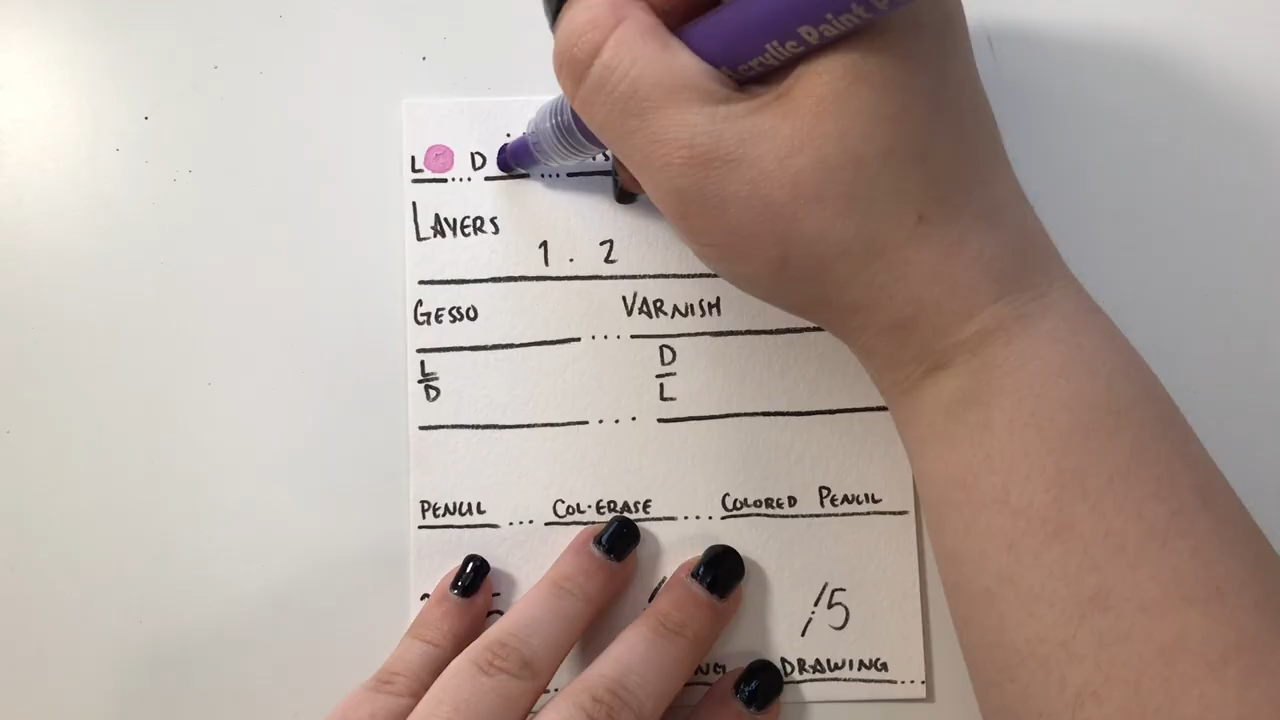 Acrylic Paint
L D
LAYERS
1 . 2
GESSO VARNISH
L D
D L
PENCIL ... COL-ERASE ... COLORED PENCIL
/5
DRAWING